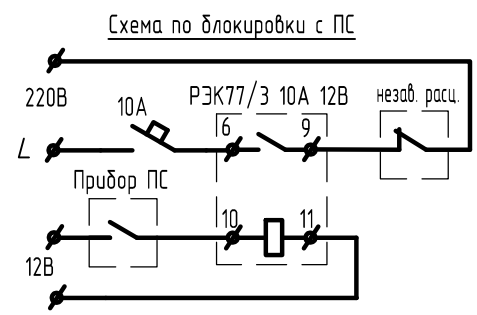 Схема по блокировки с ПС
220В
10А
РЭК77/3 10А 12В
незав. расц.
6
9
L
Прибор ПС
10
11
12В